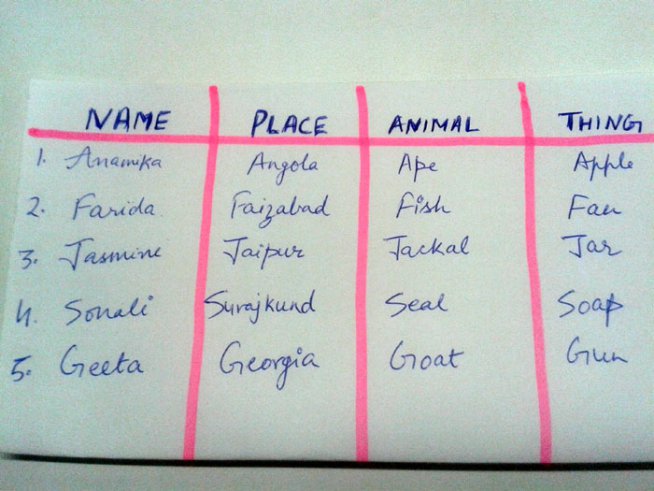 NAME PLACE ANIMAL THING
1. Anamika Angola Ape Apple
2. Farida Faizabad Fish Fan
3. Jasmine Jaipur Jackal Jar
4. Sonali Surajkund Seal Soap
5. Geeta Georgia Goat Gun